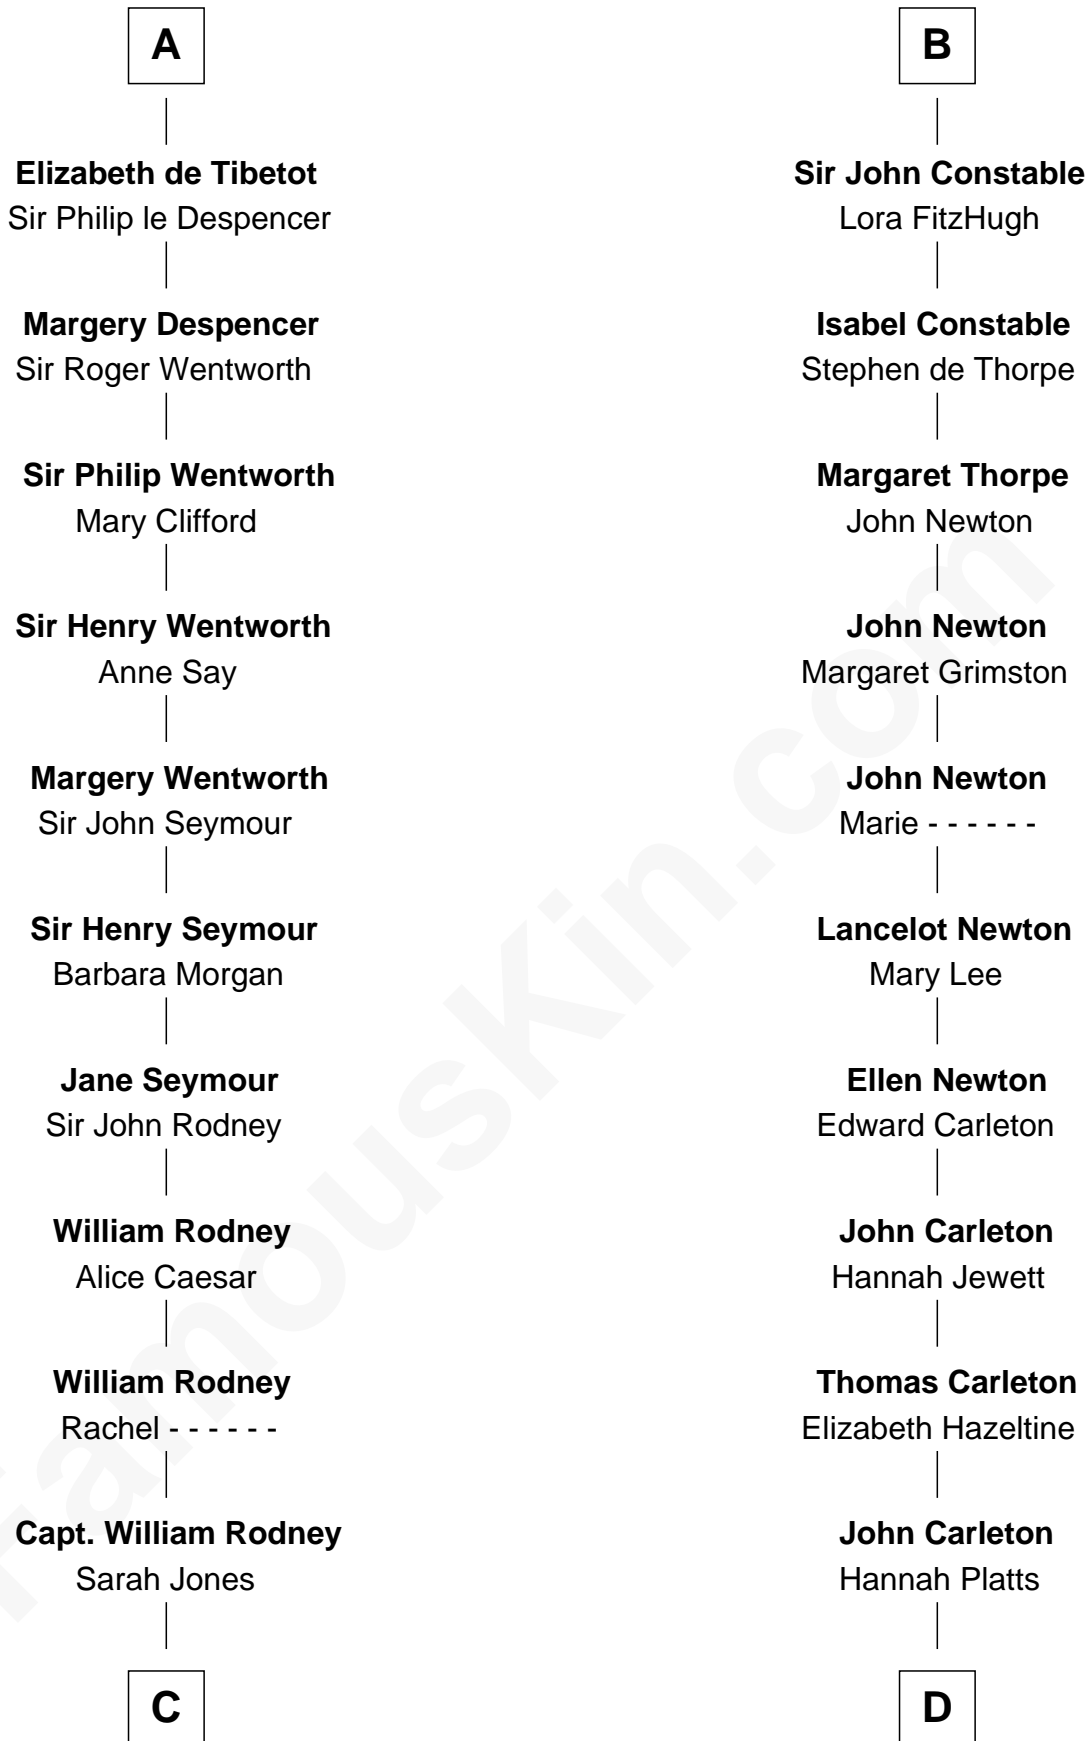 A
Elizabeth de Tibetot
Sir Philip le Despencer
Margery Despencer
Sir Roger Wentworth
Sir Philip Wentworth
Mary Clifford
Sir Henry Wentworth
Anne Say
Margery Wentworth
Sir John Seymour
Sir Henry Seymour
Barbara Morgan
Jane Seymour
Sir John Rodney
William Rodney
Alice Caesar
William Rodney
Rachel - - - - - -
Capt. William Rodney
Sarah Jones
C
B
Sir John Constable
Lora FitzHugh
Isabel Constable
Stephen de Thorpe
Margaret Thorpe
John Newton
John Newton
Margaret Grimston
John Newton
Marie - - - - - -
Lancelot Newton
Mary Lee
Ellen Newton
Edward Carleton
John Carleton
Hannah Jewett
Thomas Carleton
Elizabeth Hazeltine
John Carleton
Hannah Platts
D
FamousKin.com